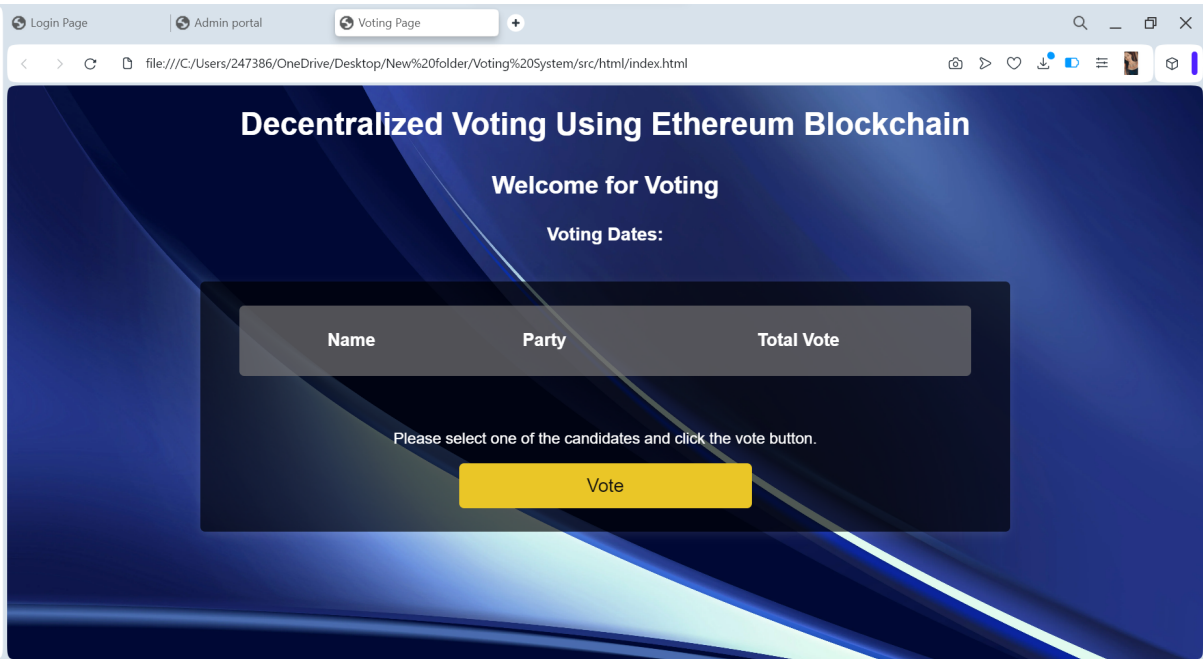 Login Page Admin portal Voting Page
file:///C:/Users/247386/OneDrive/Desktop/New%20folder/Voting%20System/src/html/index.html
Decentralized Voting Using Ethereum Blockchain
Welcome for Voting
Voting Dates:
Name Party Total Vote
Please select one of the candidates and click the vote button.
Vote